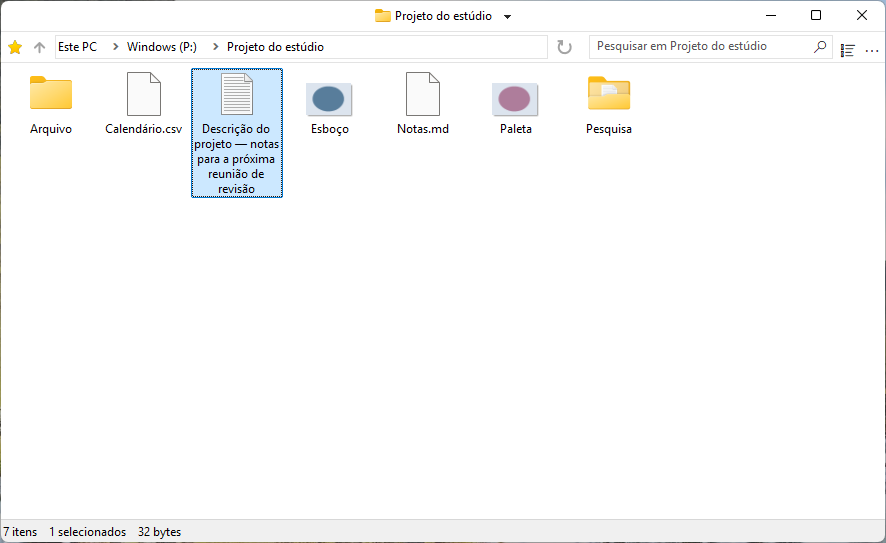 Projeto do estúdio
Este PC Windows (P:) Projeto do estúdio
Pesquisar em Projeto do estúdio
Arquivo
Calendário.csv
Descrição do
projeto — notas
para a próxima
reunião de
revisão
Esboço
Notas.md
Paleta
Pesquisa
7 itens 1 selecionados 32 bytes